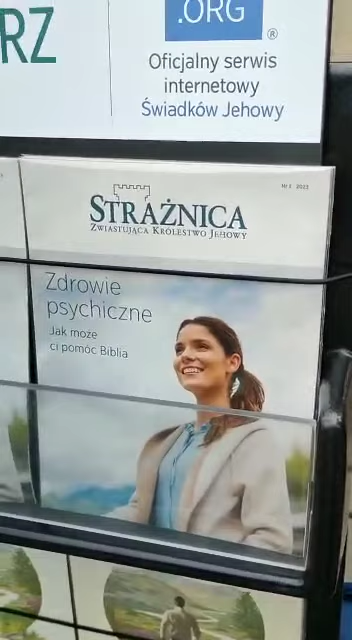 RZ
.ORG
®
Oficjalny serwis
internetowy
Świadków Jehowy
Nr 1 2023
STRAŻNICA
ZWIASTUJĄCA KRÓLESTWO JEHOWY
Zdrowie
psychiczne
Jak może
ci pomóc Biblia